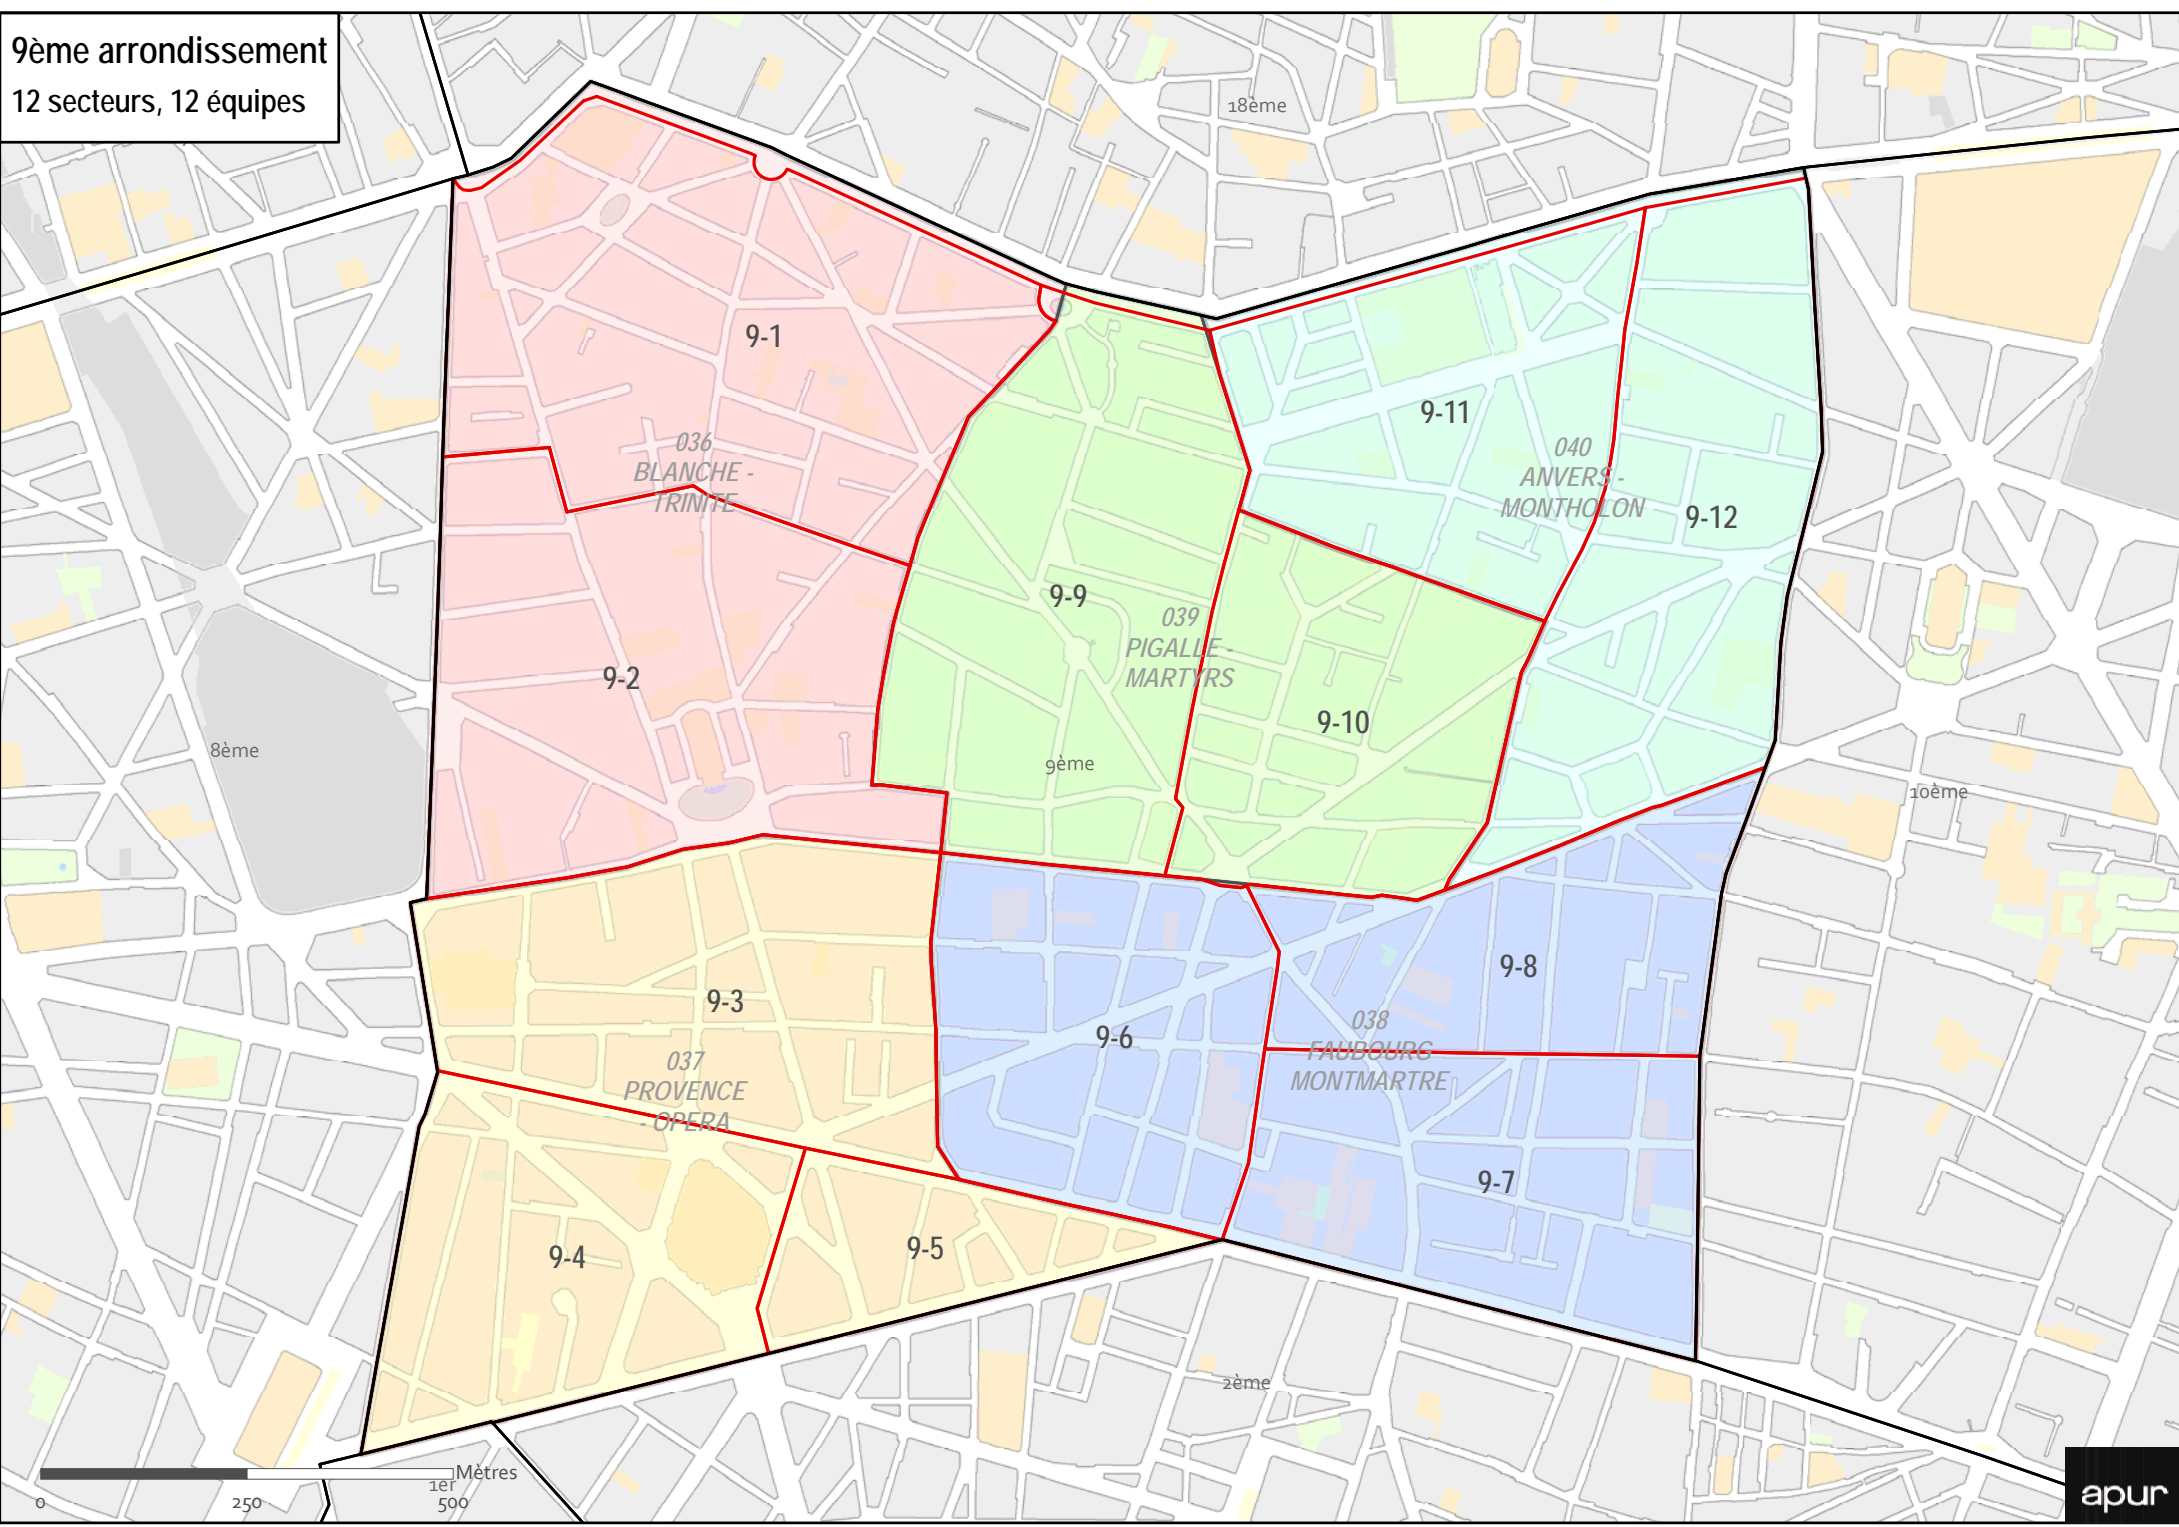 9ème arrondissement
12 secteurs, 12 équipes
18ème
9-1
9-11
036
BLANCHE -
TRINITE
040
ANVERS -
MONTHOLON
9-12
9-9
039
PIGALLE -
MARTYRS
9-2
9-10
8ème
9ème
10ème
9-3
9-8
9-6
038
FAUBOURG
MONTMARTRE
037
PROVENCE
- OPERA
9-7
9-4
9-5
2ème
Mètres
1er
0 250 500
apur